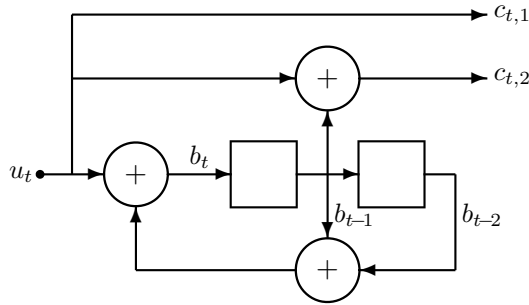 c_{t,1}
+
c_{t,2}
u_t
+
b_t
b_{t-1}
b_{t-2}
+